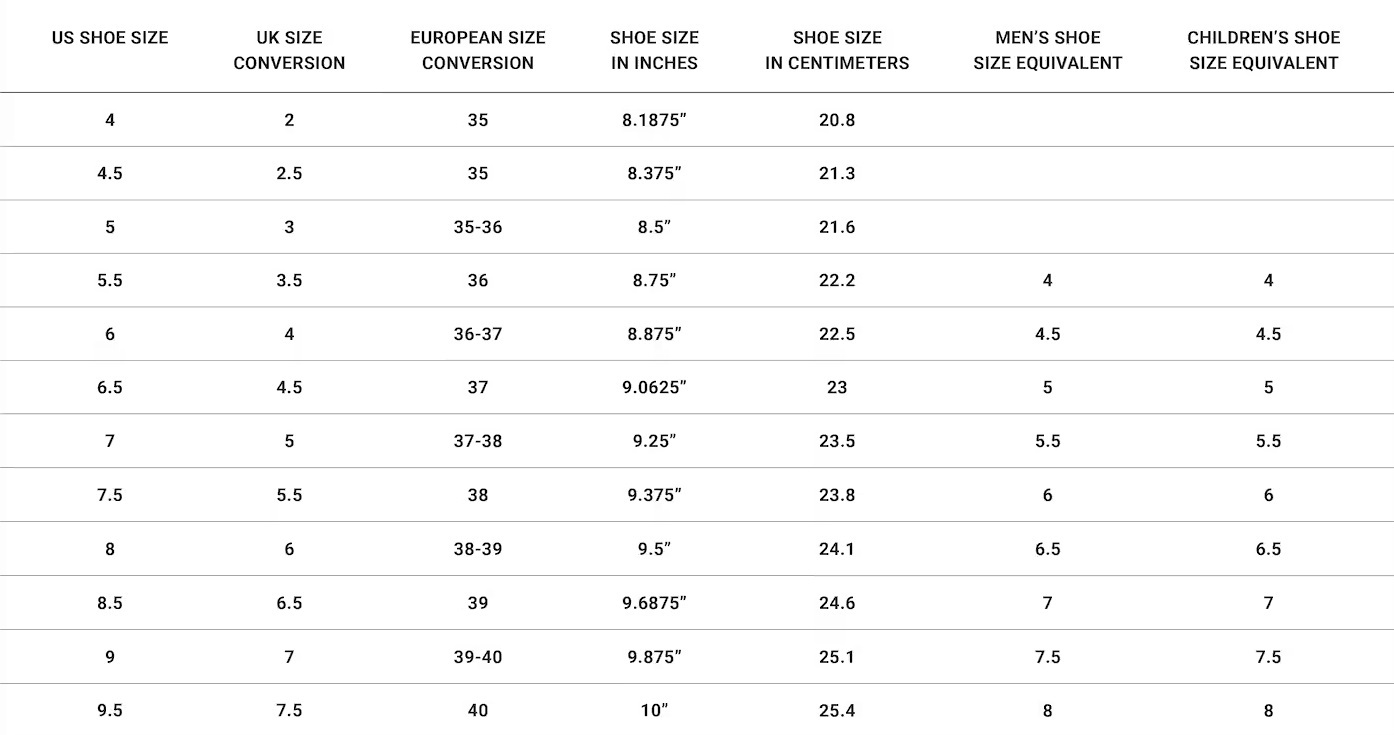 US SHOE SIZE UK SIZE CONVERSION EUROPEAN SIZE CONVERSION SHOE SIZE IN INCHES SHOE SIZE IN CENTIMETERS MEN’S SHOE SIZE EQUIVALENT CHILDREN’S SHOE SIZE EQUIVALENT
4 2 35 8.1875” 20.8
4.5 2.5 35 8.375” 21.3
5 3 35-36 8.5” 21.6
5.5 3.5 36 8.75” 22.2 4 4
6 4 36-37 8.875” 22.5 4.5 4.5
6.5 4.5 37 9.0625” 23 5 5
7 5 37-38 9.25” 23.5 5.5 5.5
7.5 5.5 38 9.375” 23.8 6 6
8 6 38-39 9.5” 24.1 6.5 6.5
8.5 6.5 39 9.6875” 24.6 7 7
9 7 39-40 9.875” 25.1 7.5 7.5
9.5 7.5 40 10” 25.4 8 8